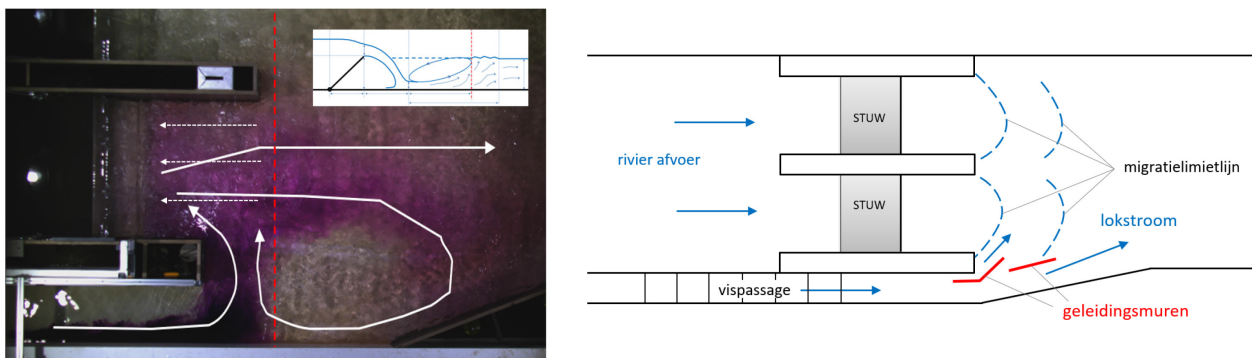 STUW
rivier afvoer
migratielimietlijn
STUW
lokstroom
vispassage
geleidingsmuren